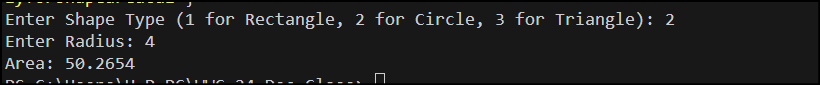 Enter Shape Type (1 for Rectangle, 2 for Circle, 3 for Triangle): 2
Enter Radius: 4
Area: 50.2654